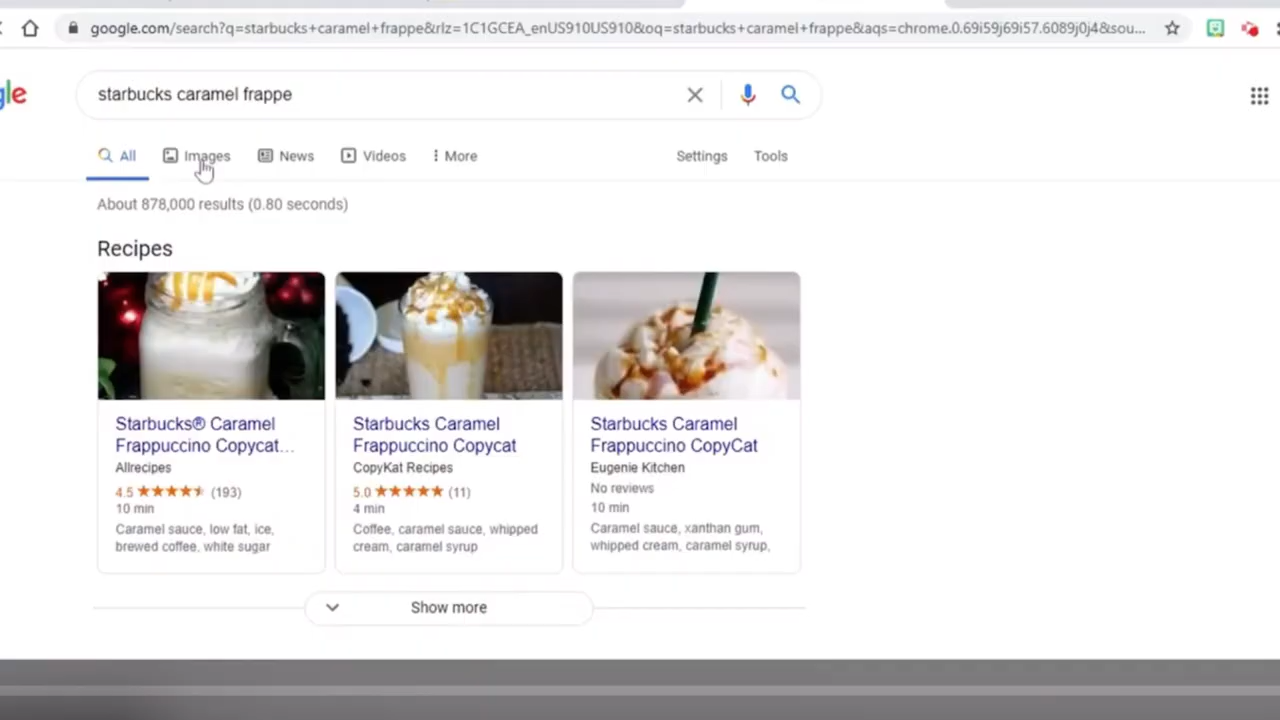 google.com/search?q=starbucks+caramel+frappe&rlz=1C1GCEA_enUS910US910&oq=starbucks+caramel+frappe&aqs=chrome.0.69i59j69i57.6089j0j4&sou...
gle
starbucks caramel frappe
All Images News Videos More Settings Tools
About 878,000 results (0.80 seconds)
Recipes
Starbucks® Caramel
Frappuccino Copycat...
Allrecipes
4.5 (193)
10 min
Caramel sauce, low fat, ice,
brewed coffee, white sugar
Starbucks Caramel
Frappuccino Copycat
CopyKat Recipes
5.0 (11)
4 min
Coffee, caramel sauce, whipped
cream, caramel syrup
Starbucks Caramel
Frappuccino CopyCat
Eugenie Kitchen
No reviews
10 min
Caramel sauce, xanthan gum,
whipped cream, caramel syrup,
Show more